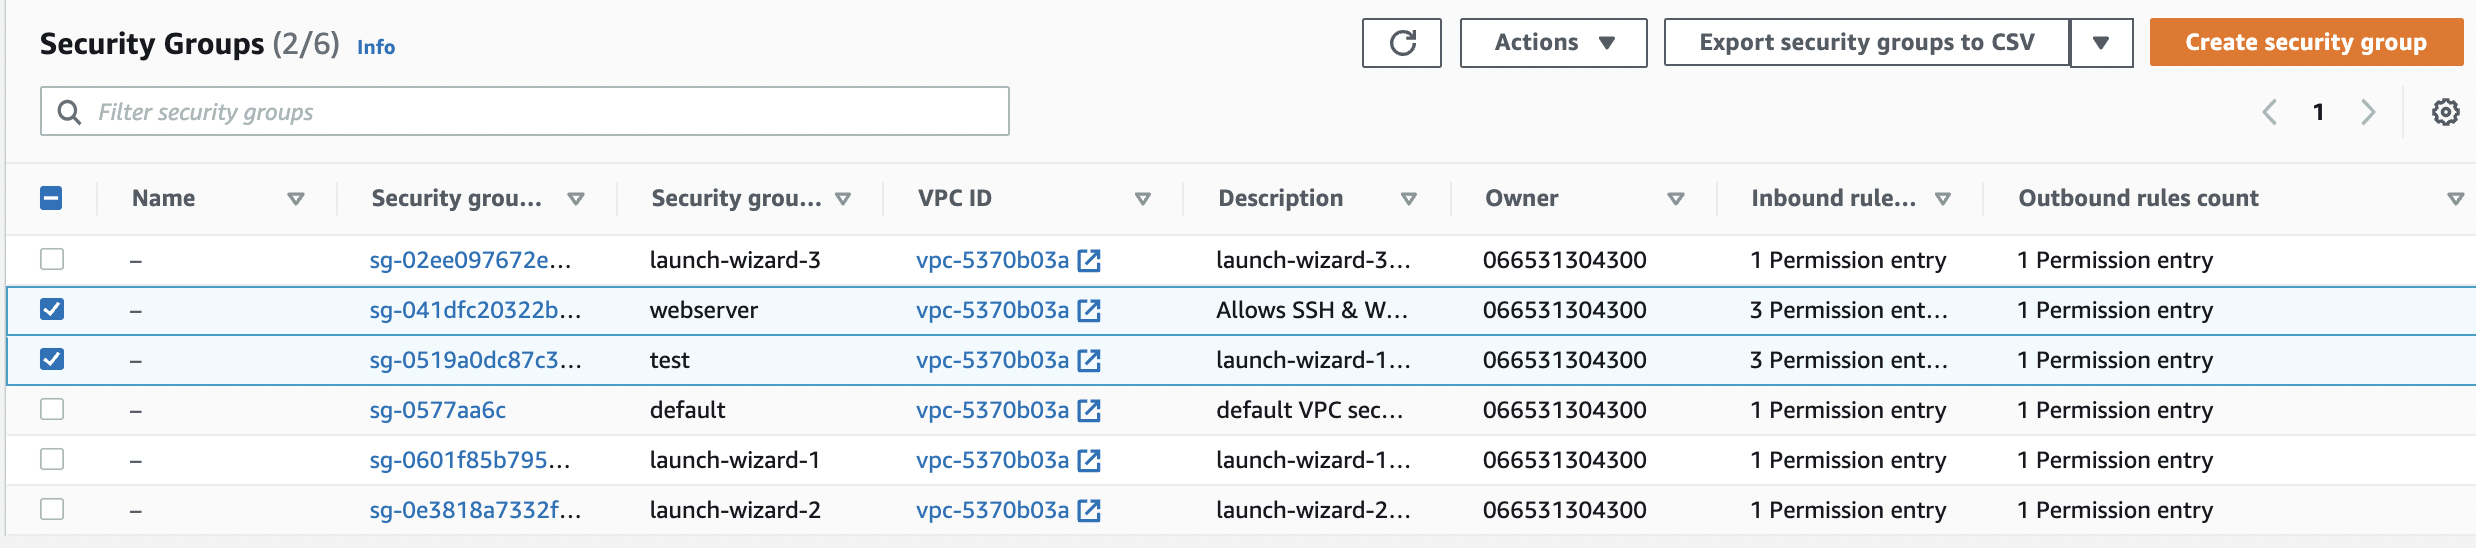 Security Groups (2/6) Info
Actions
Export security groups to CSV
Create security group
Filter security groups
1
Name Security grou... Security grou... VPC ID Description Owner Inbound rule... Outbound rules count
– sg-02ee097672e... launch-wizard-3 vpc-5370b03a launch-wizard-3... 066531304300 1 Permission entry 1 Permission entry
– sg-041dfc20322b... webserver vpc-5370b03a Allows SSH & W... 066531304300 3 Permission ent... 1 Permission entry
– sg-0519a0dc87c3... test vpc-5370b03a launch-wizard-1... 066531304300 3 Permission ent... 1 Permission entry
– sg-0577aa6c default vpc-5370b03a default VPC sec... 066531304300 1 Permission entry 1 Permission entry
– sg-0601f85b795... launch-wizard-1 vpc-5370b03a launch-wizard-1... 066531304300 1 Permission entry 1 Permission entry
– sg-0e3818a7332f... launch-wizard-2 vpc-5370b03a launch-wizard-2... 066531304300 1 Permission entry 1 Permission entry